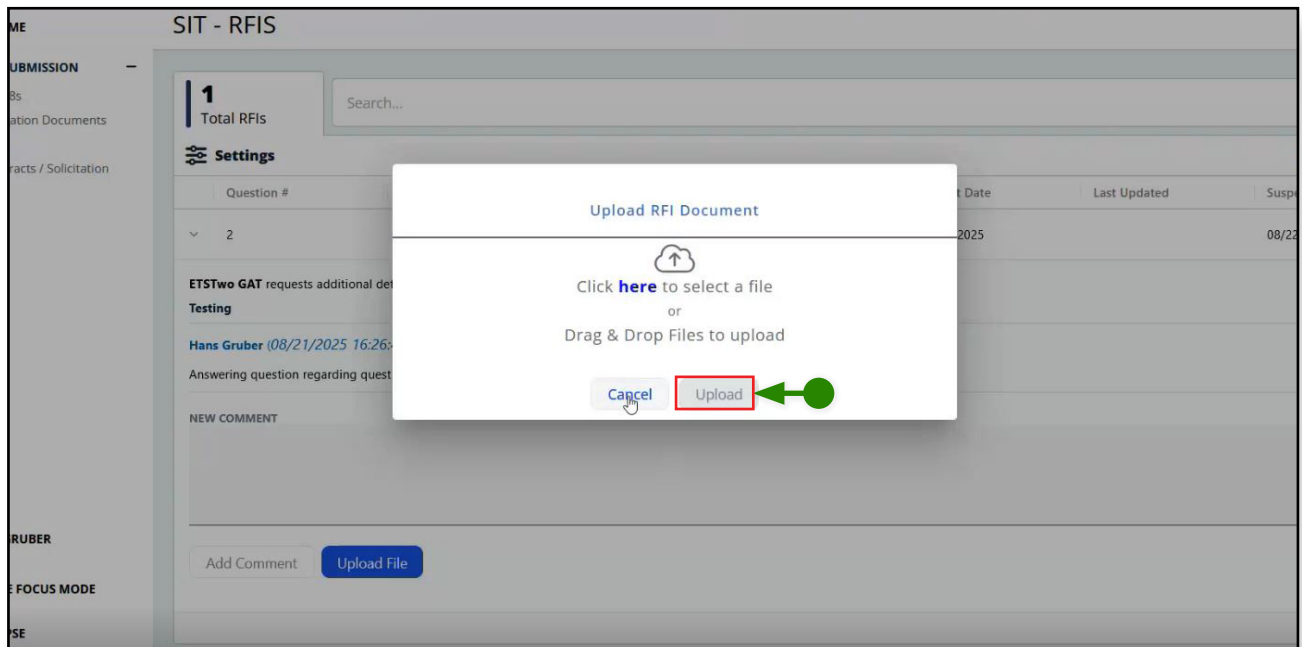 ME
SIT - RFIS
UBMISSION
Bs
ation Documents
racts / Solicitation
1
Total RFIs
Search...
Settings
Question #
t Date
Last Updated
Susp
2
2025
08/22
ETSTwo GAT requests additional det
Testing
Hans Gruber (08/21/2025 16:26:
Answering question regarding quest
NEW COMMENT
Upload RFI Document
Click here to select a file
or
Drag & Drop Files to upload
Cancel
Upload
Add Comment
Upload File
RUBER
E FOCUS MODE
PSE